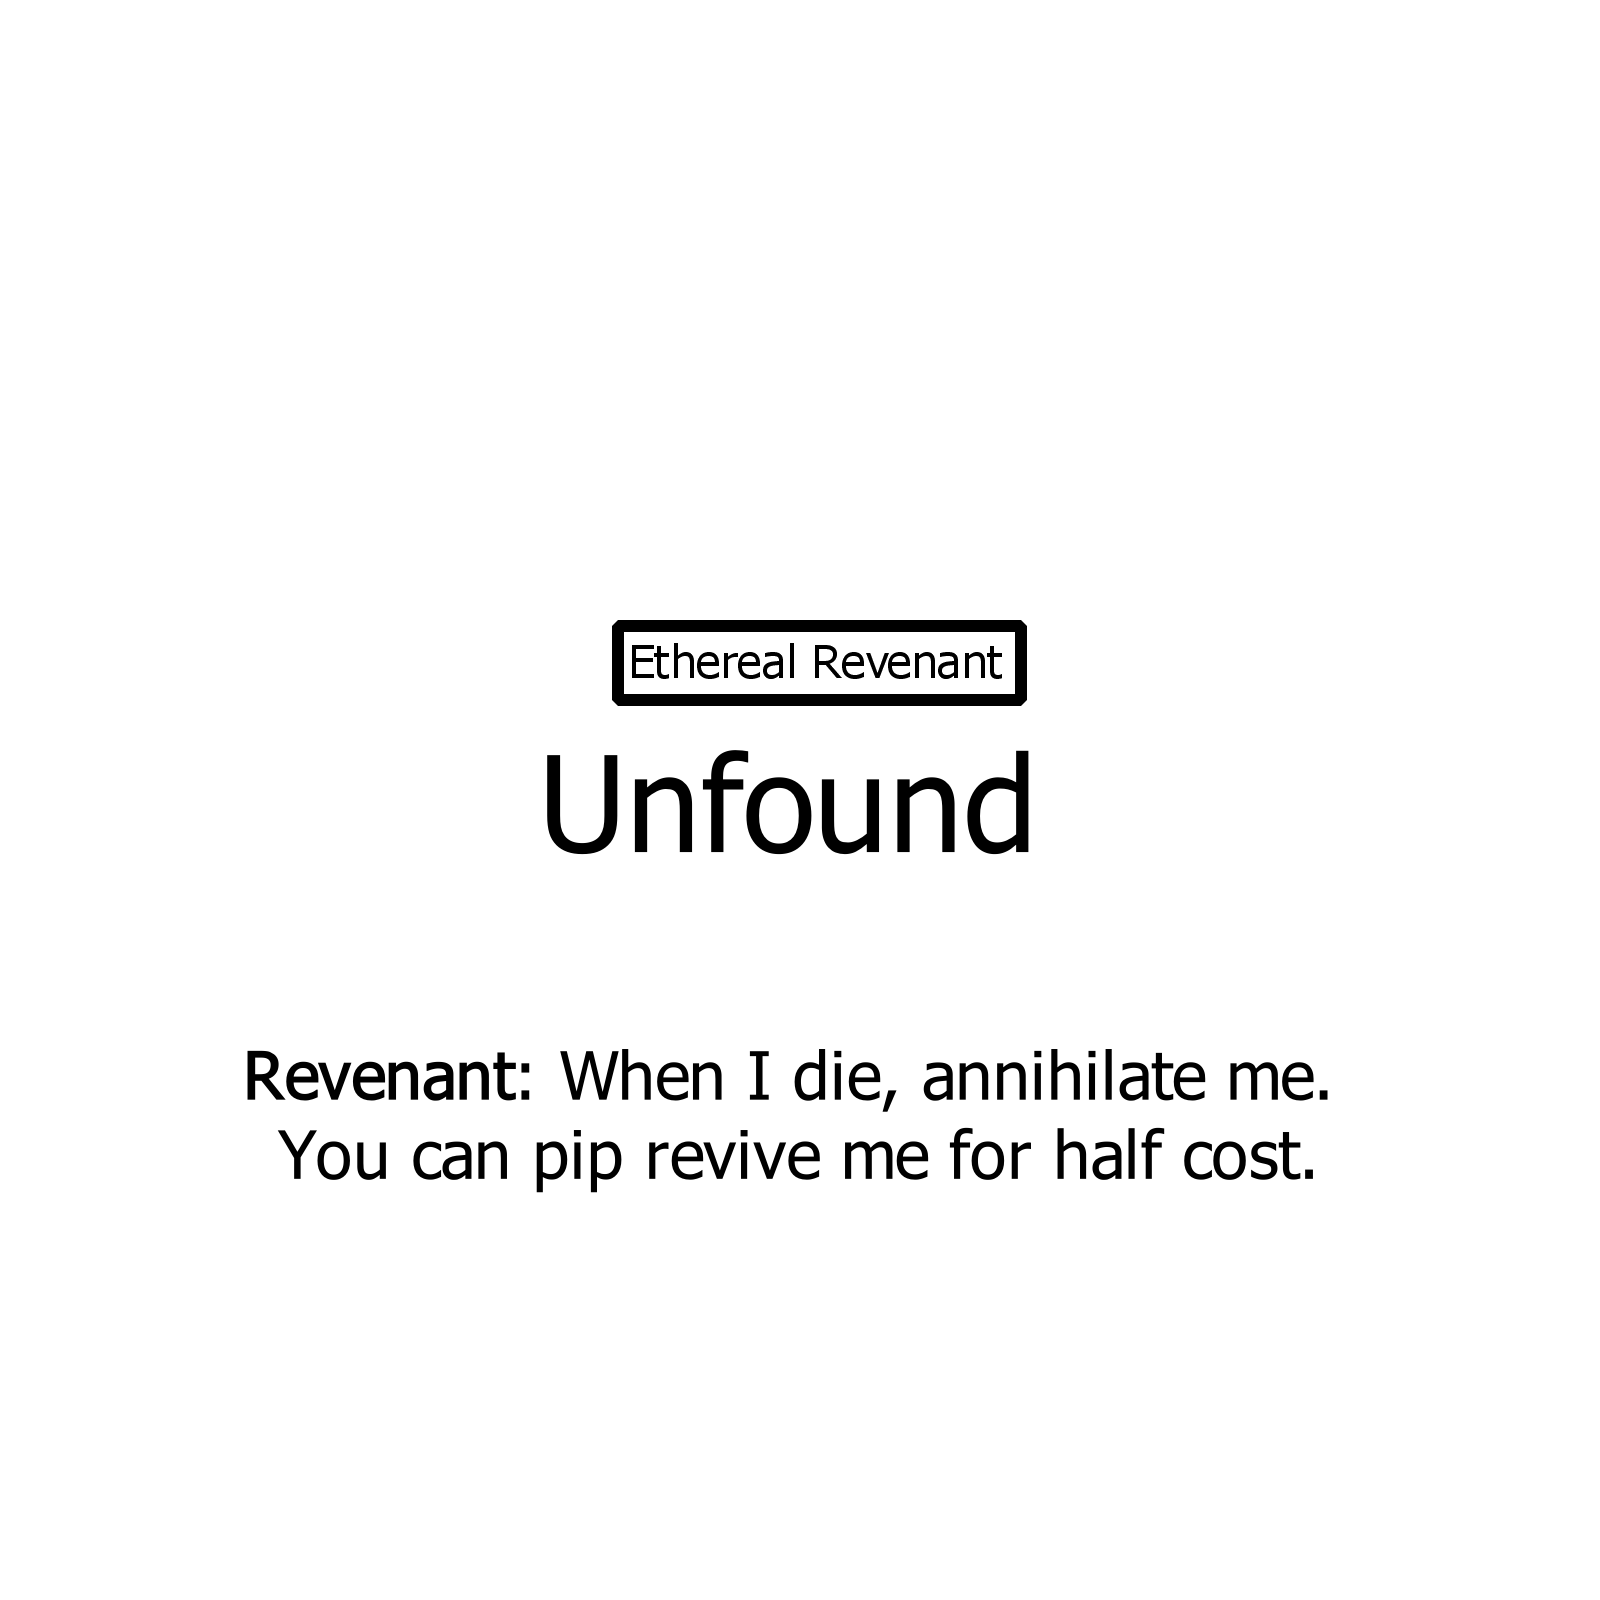 Ethereal Revenant
Unfound
Revenant: When I die, annihilate me.
You can pip revive me for half cost.